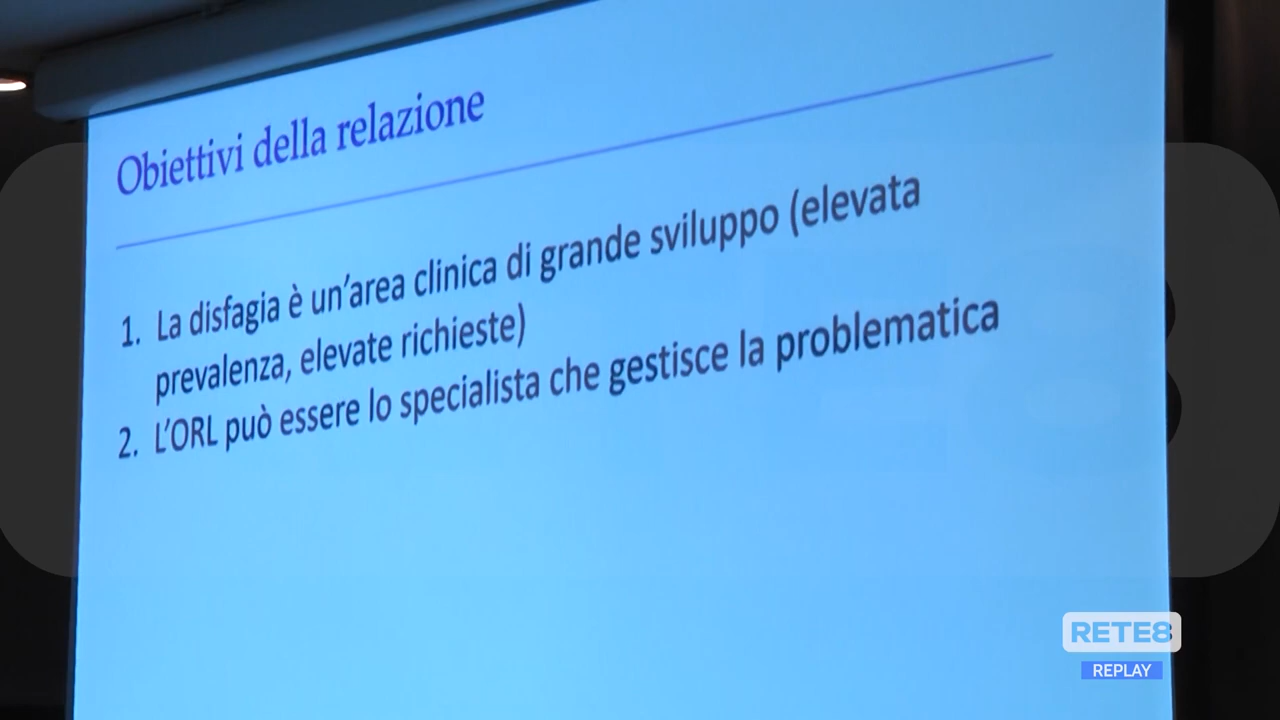 Obiettivi della relazione
1. La disfagia è un'area clinica di grande sviluppo (elevata
prevalenza, elevate richieste)
2. L'ORL può essere lo specialista che gestisce la problematica
RETE8
REPLAY